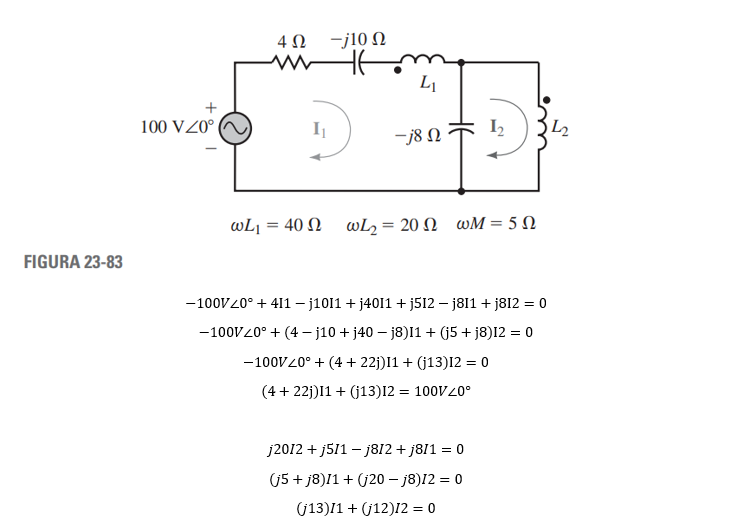 4 Ω −j10 Ω
L₁
+
100 V∠0° I₁ −j8 Ω I₂ L₂
−
ωL₁ = 40 Ω ωL₂ = 20 Ω ωM = 5 Ω
FIGURA 23-83
−100V∠0° + 4I1 − j10I1 + j40I1 + j5I2 − j8I1 + j8I2 = 0
−100V∠0° + (4 − j10 + j40 − j8)I1 + (j5 + j8)I2 = 0
−100V∠0° + (4 + 22j)I1 + (j13)I2 = 0
(4 + 22j)I1 + (j13)I2 = 100V∠0°
j20I2 + j5I1 − j8I2 + j8I1 = 0
(j5 + j8)I1 + (j20 − j8)I2 = 0
(j13)I1 + (j12)I2 = 0